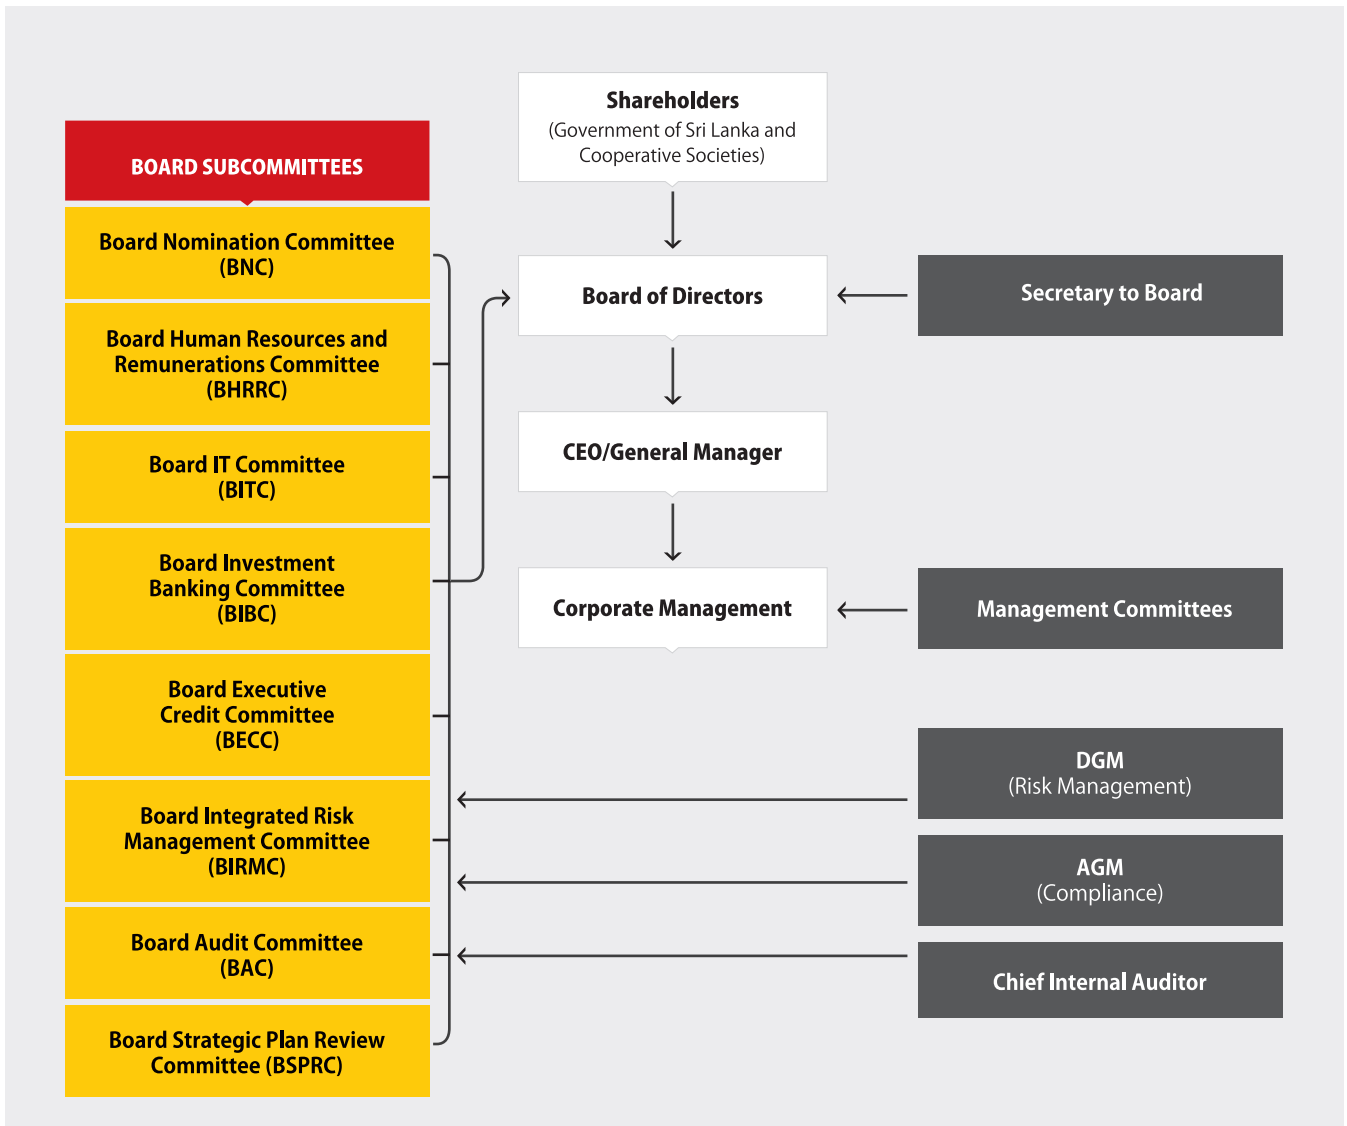 BOARD SUBCOMMITTEES
Board Nomination Committee
(BNC)
Board Human Resources and
Remunerations Committee
(BHRRC)
Board IT Committee
(BITC)
Board Investment
Banking Committee
(BIBC)
Board Executive
Credit Committee
(BECC)
Board Integrated Risk
Management Committee
(BIRMC)
Board Audit Committee
(BAC)
Board Strategic Plan Review
Committee (BSPRC)
Shareholders
(Government of Sri Lanka and
Cooperative Societies)
Board of Directors
CEO/General Manager
Corporate Management
Secretary to Board
Management Committees
DGM
(Risk Management)
AGM
(Compliance)
Chief Internal Auditor